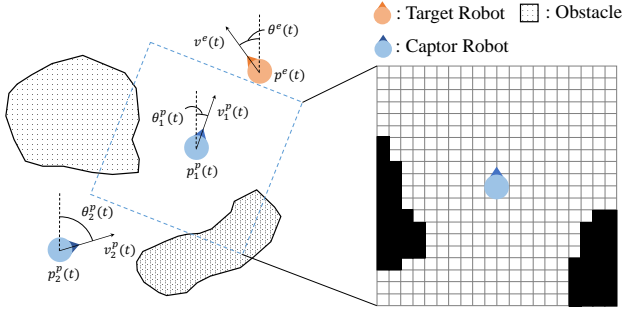 : Target Robot : Obstacle
: Captor Robot
v^e(t) θ^e(t)
p^e(t)
θ_1^p(t) v_1^p(t)
p_1^p(t)
θ_2^p(t)
v_2^p(t)
p_2^p(t)